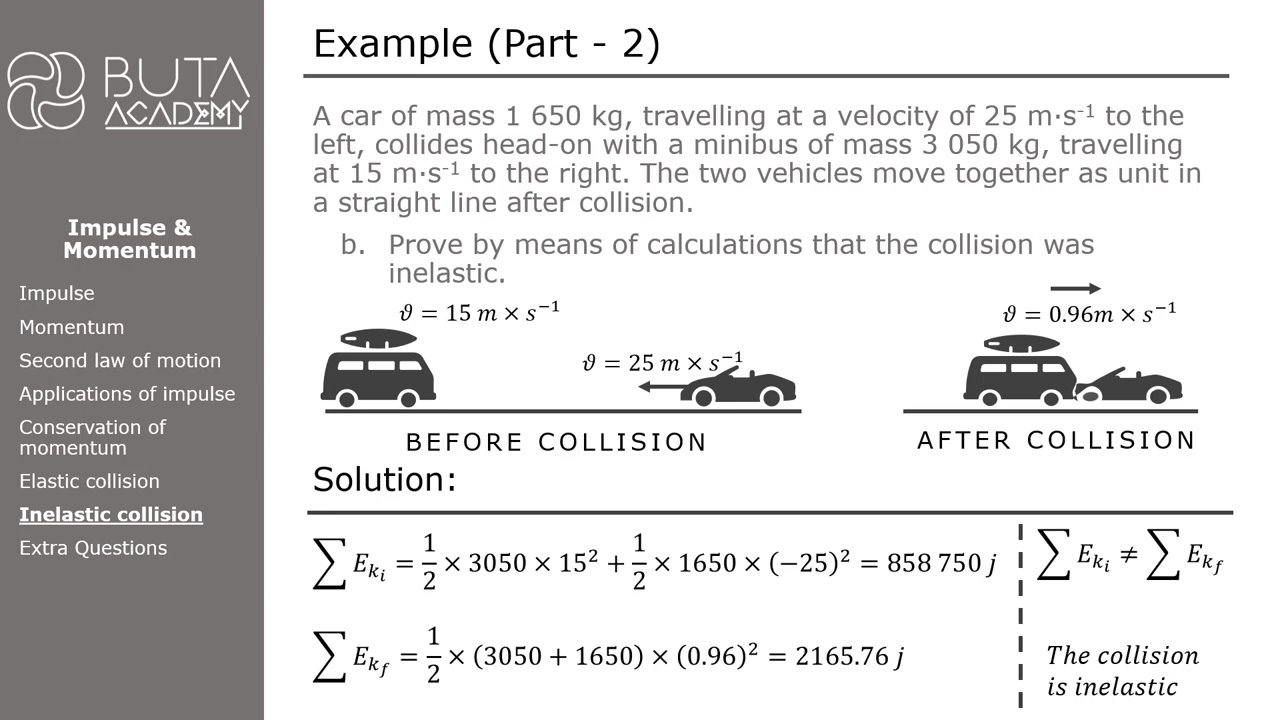 BUTA
ACADEMY
Impulse &
Momentum
Impulse
Momentum
Second law of motion
Applications of impulse
Conservation of
momentum
Elastic collision
Inelastic collision
Extra Questions
Example (Part - 2)
A car of mass 1 650 kg, travelling at a velocity of 25 m·s⁻¹ to the
left, collides head-on with a minibus of mass 3 050 kg, travelling
at 15 m·s⁻¹ to the right. The two vehicles move together as unit in
a straight line after collision.
b. Prove by means of calculations that the collision was
inelastic.
ϑ = 15 m × s⁻¹
ϑ = 25 m × s⁻¹
BEFORE COLLISION
ϑ = 0.96m × s⁻¹
AFTER COLLISION
Solution:
∑ E_{k_i} = 1/2 × 3050 × 15² + 1/2 × 1650 × (−25)² = 858 750 j
∑ E_{k_f} = 1/2 × (3050 + 1650) × (0.96)² = 2165.76 j
∑ E_{k_i} ≠ ∑ E_{k_f}
The collision
is inelastic